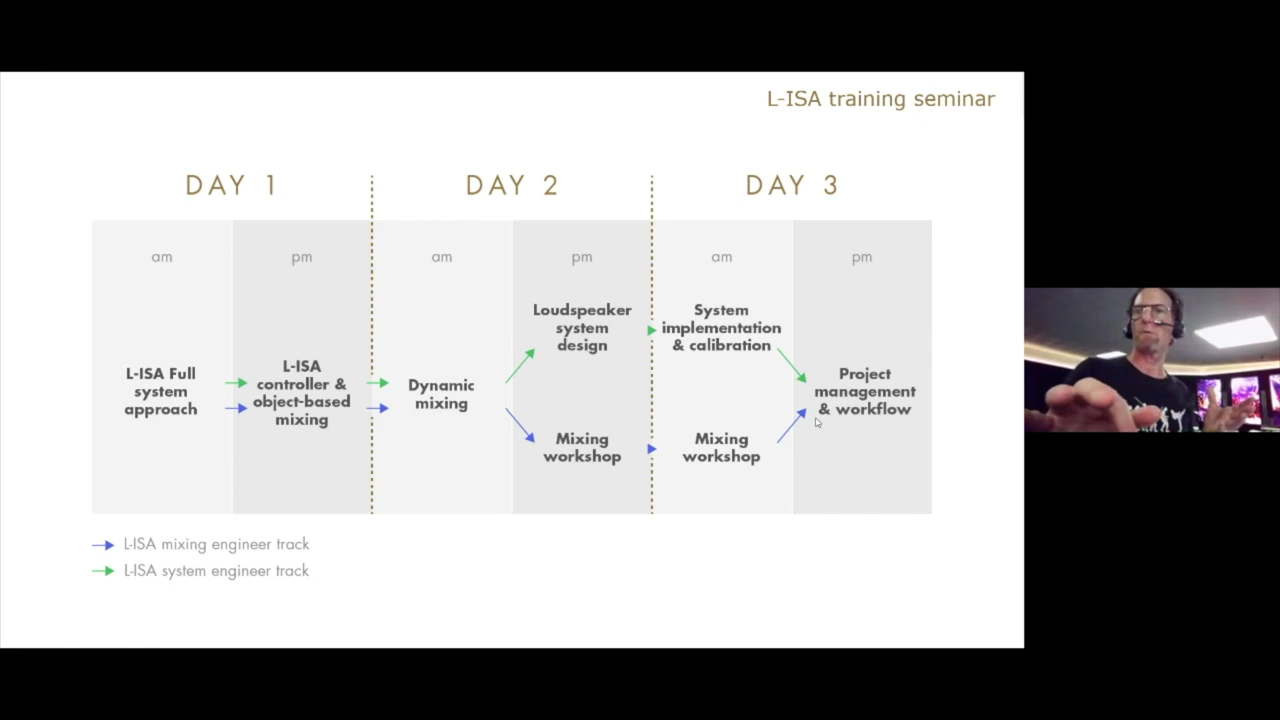 L-ISA training seminar
DAY 1
DAY 2
DAY 3
am
pm
am
pm
am
pm
L-ISA Full
system
approach
L-ISA
controller &
object-based
mixing
Dynamic
mixing
Loudspeaker
system
design
Mixing
workshop
System
implementation
& calibration
Mixing
workshop
Project
management
& workflow
L-ISA mixing engineer track
L-ISA system engineer track